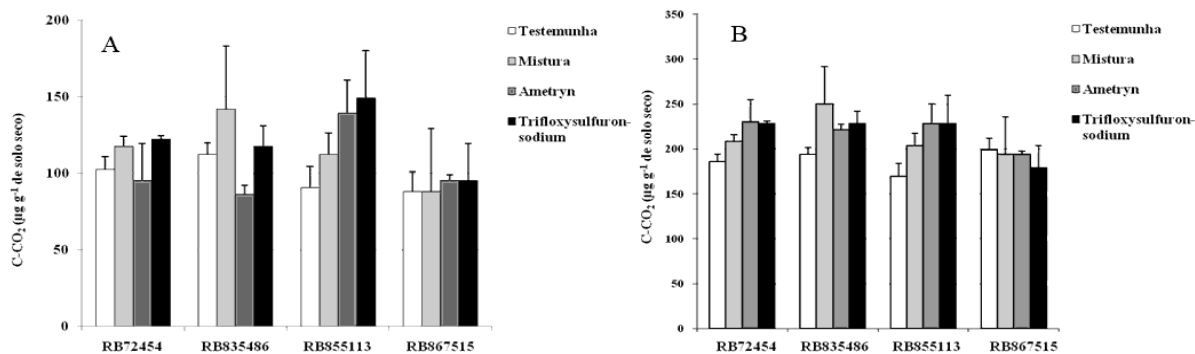 A
C-CO₂ (µg g⁻¹ de solo seco)
200
150
100
50
0
RB72454
RB835486
RB855113
RB867515
Testemunha
Mistura
Ametryn
Trifloxysulfuron-
sodium
B
C-CO₂ (µg g⁻¹ de solo seco)
350
300
250
200
150
100
50
0
RB72454
RB835486
RB855113
RB867515
Testemunha
Mistura
Ametryn
Trifloxysulfuron-
sodium